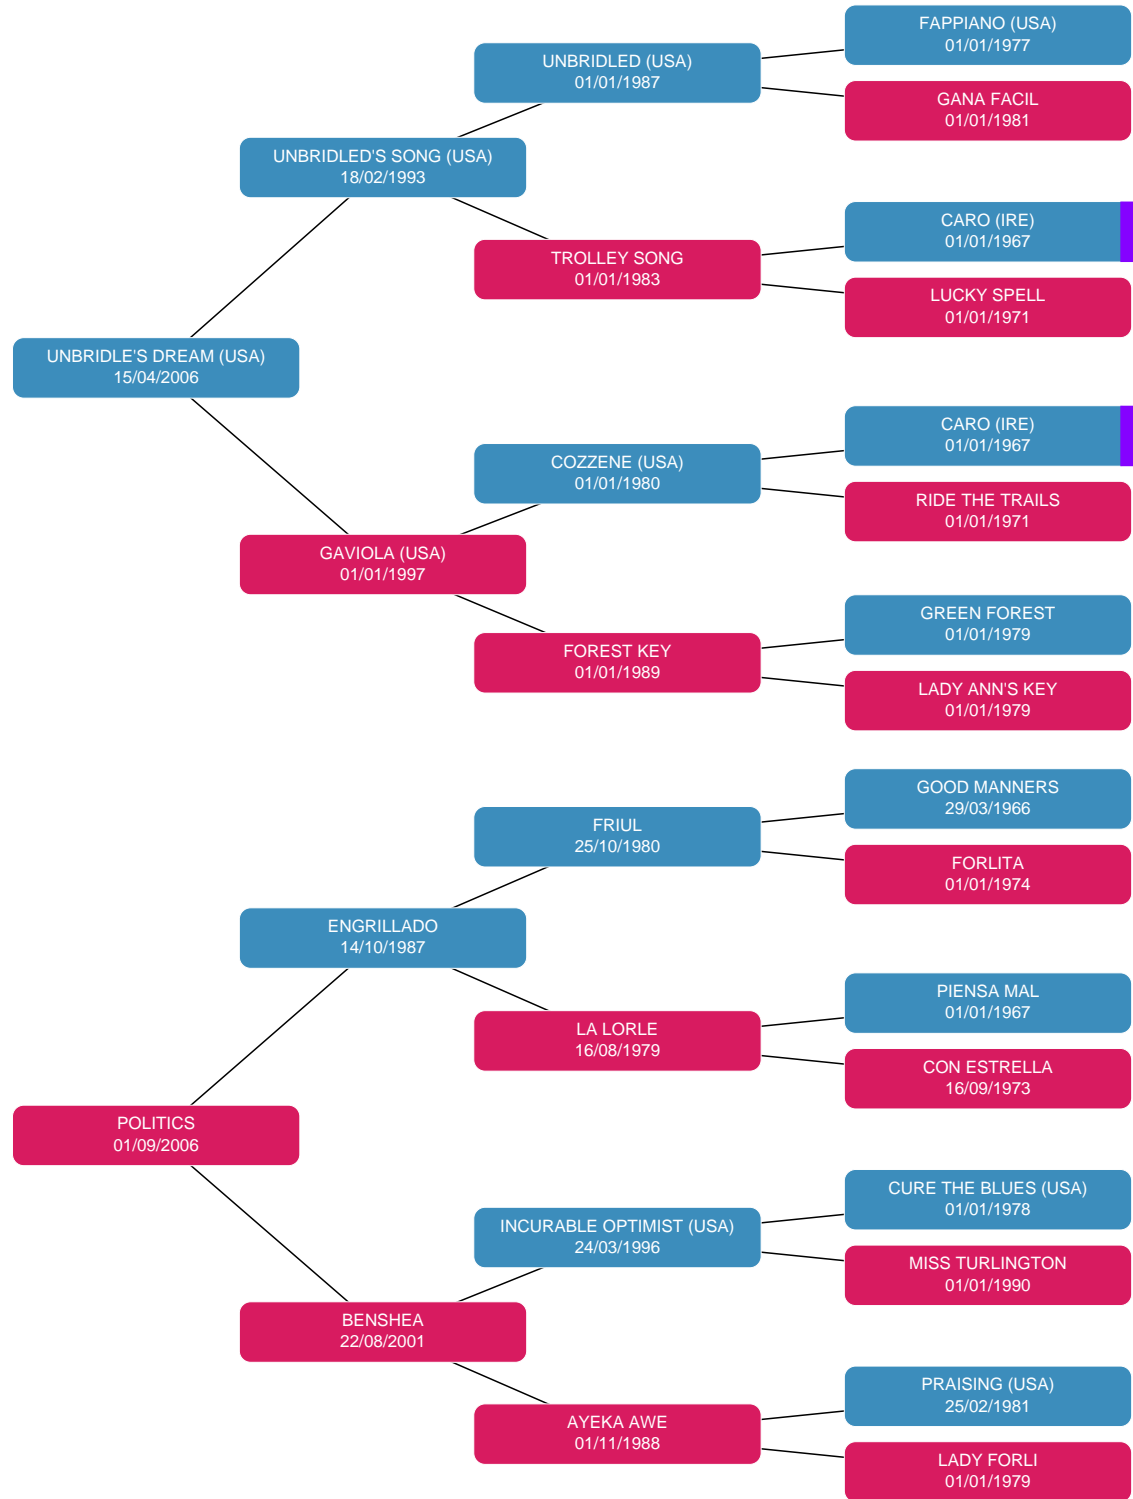 FAPPIANO (USA)
01/01/1977
UNBRIDLED (USA)
01/01/1987
GANA FACIL
01/01/1981
UNBRIDLED'S SONG (USA)
18/02/1993
CARO (IRE)
01/01/1967
TROLLEY SONG
01/01/1983
LUCKY SPELL
01/01/1971
UNBRIDLE'S DREAM (USA)
15/04/2006
CARO (IRE)
01/01/1967
COZZENE (USA)
01/01/1980
RIDE THE TRAILS
01/01/1971
GAVIOLA (USA)
01/01/1997
GREEN FOREST
01/01/1979
FOREST KEY
01/01/1989
LADY ANN'S KEY
01/01/1979
GOOD MANNERS
29/03/1966
FRIUL
25/10/1980
FORLITA
01/01/1974
ENGRILLADO
14/10/1987
PIENSA MAL
01/01/1967
LA LORLE
16/08/1979
CON ESTRELLA
16/09/1973
POLITICS
01/09/2006
CURE THE BLUES (USA)
01/01/1978
INCURABLE OPTIMIST (USA)
24/03/1996
MISS TURLINGTON
01/01/1990
BENSHEA
22/08/2001
PRAISING (USA)
25/02/1981
AYEKA AWE
01/11/1988
LADY FORLI
01/01/1979